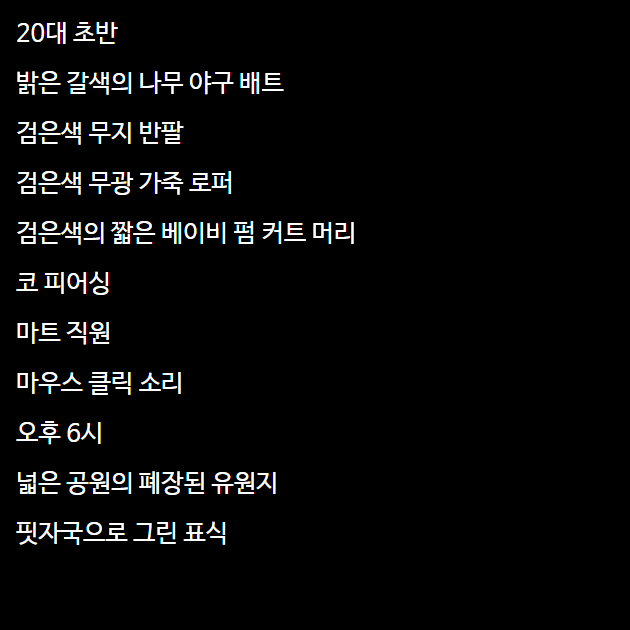 20대 초반
밝은 갈색의 나무 야구 배트
검은색 무지 반팔
검은색 무광 가죽 로퍼
검은색의 짧은 베이비 펌 커트 머리
코 피어싱
마트 직원
마우스 클릭 소리
오후 6시
넓은 공원의 폐장된 유원지
핏자국으로 그린 표식